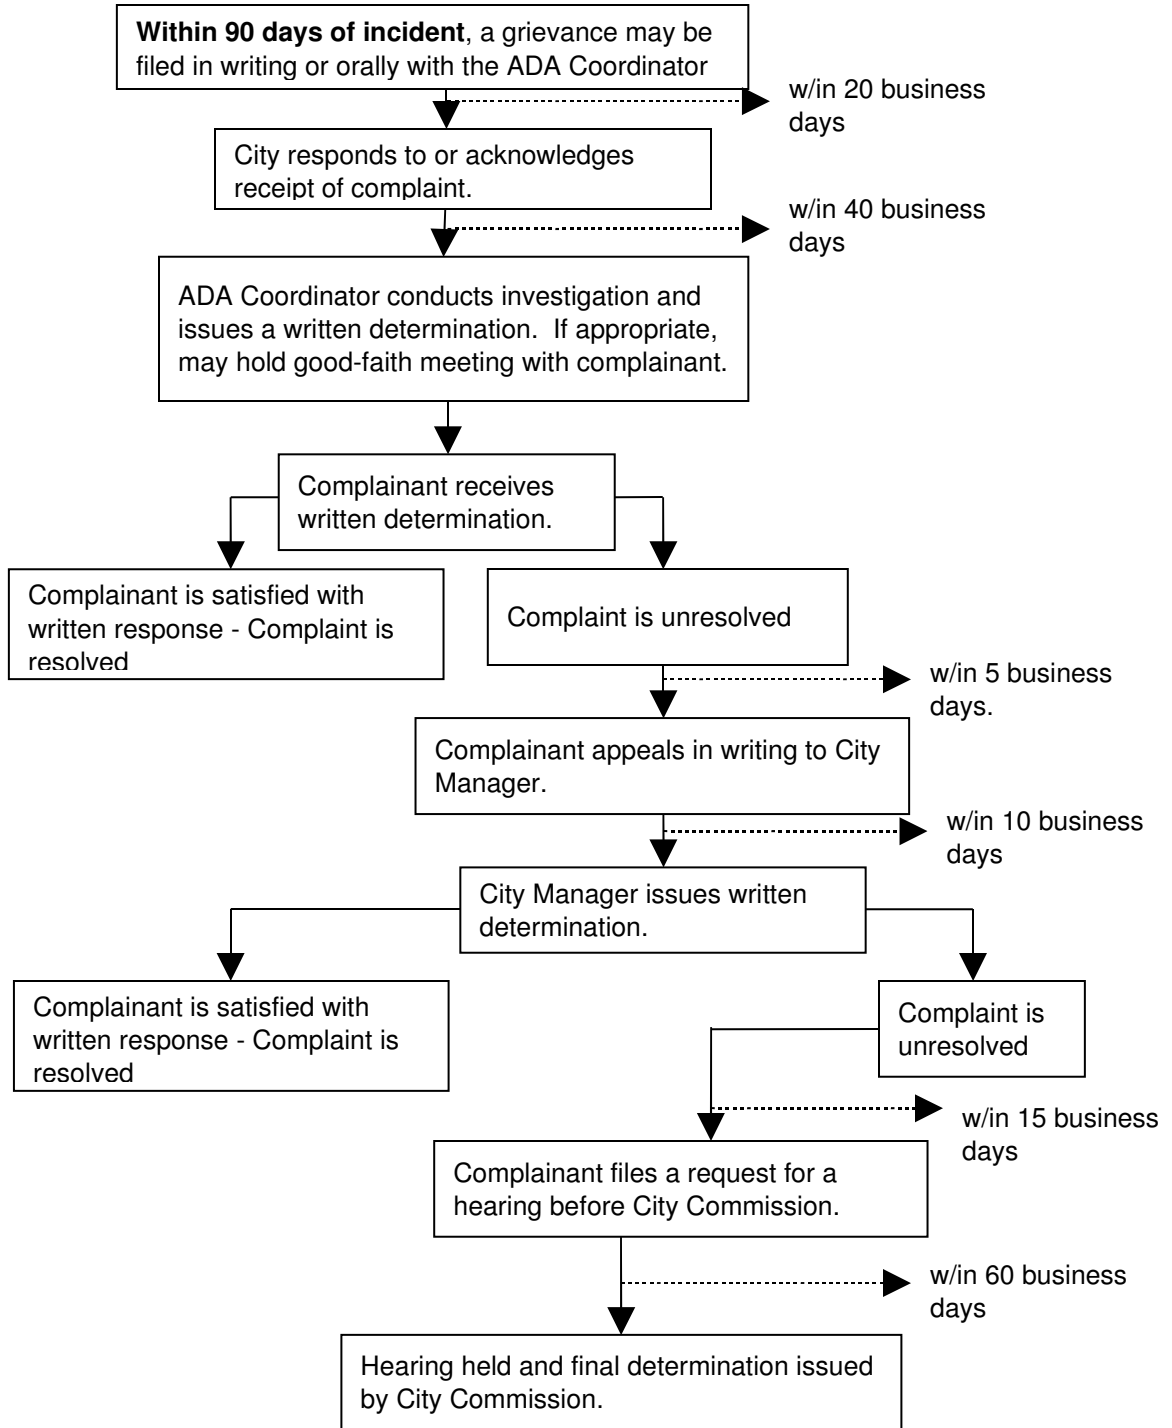 Within 90 days of incident, a grievance may be
filed in writing or orally with the ADA Coordinator
w/in 20 business
days
City responds to or acknowledges
receipt of complaint.
w/in 40 business
days
ADA Coordinator conducts investigation and
issues a written determination.  If appropriate,
may hold good-faith meeting with complainant.
Complainant receives
written determination.
Complainant is satisfied with
written response - Complaint is
resolved
Complaint is unresolved
w/in 5 business
days.
Complainant appeals in writing to City
Manager.
w/in 10 business
days
City Manager issues written
determination.
Complainant is satisfied with
written response - Complaint is
resolved
Complaint is
unresolved
w/in 15 business
days
Complainant files a request for a
hearing before City Commission.
w/in 60 business
days
Hearing held and final determination issued
by City Commission.